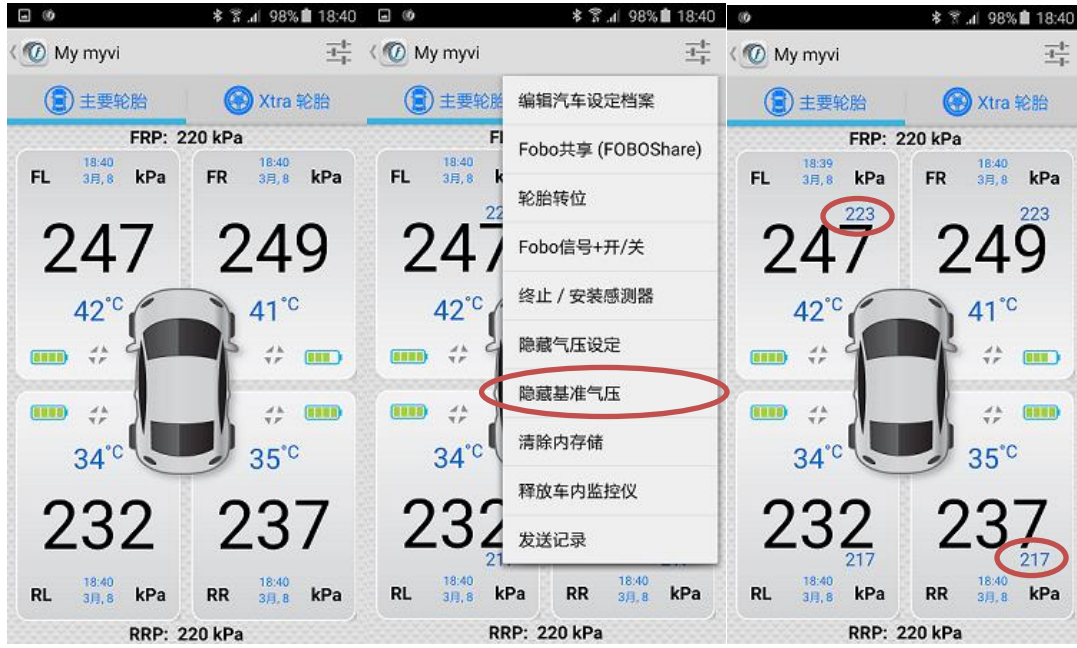 98% 18:40
My myvi
主要轮胎 Xtra 轮胎
FRP: 220 kPa
FL 18:40 3月, 8 kPa
FR 18:40 3月, 8 kPa
247 249
42°C 41°C
34°C 35°C
232 237
RL 18:40 3月, 8 kPa
RR 18:40 3月, 8 kPa
RRP: 220 kPa
98% 18:40
My myvi
主要轮胎
FL 18:40 3月, 8
247
42°C
34°C
232
RL 18:40 3月, 8 kPa
RR 18:40 3月, 8 kPa
RRP: 220 kPa
编辑汽车设定档案
Fobo共享 (FOBOShare)
轮胎转位
Fobo信号+开/关
终止 / 安装感测器
隐藏气压设定
隐藏基准气压
清除内存储
释放车内监控仪
发送记录
98% 18:40
My myvi
主要轮胎 Xtra 轮胎
FRP: 220 kPa
FL 18:39 3月, 8 kPa
FR 18:40 3月, 8 kPa
223 223
247 249
42°C 41°C
34°C 35°C
232 237
217 217
RL 18:40 3月, 8 kPa
RR 18:40 3月, 8 kPa
RRP: 220 kPa